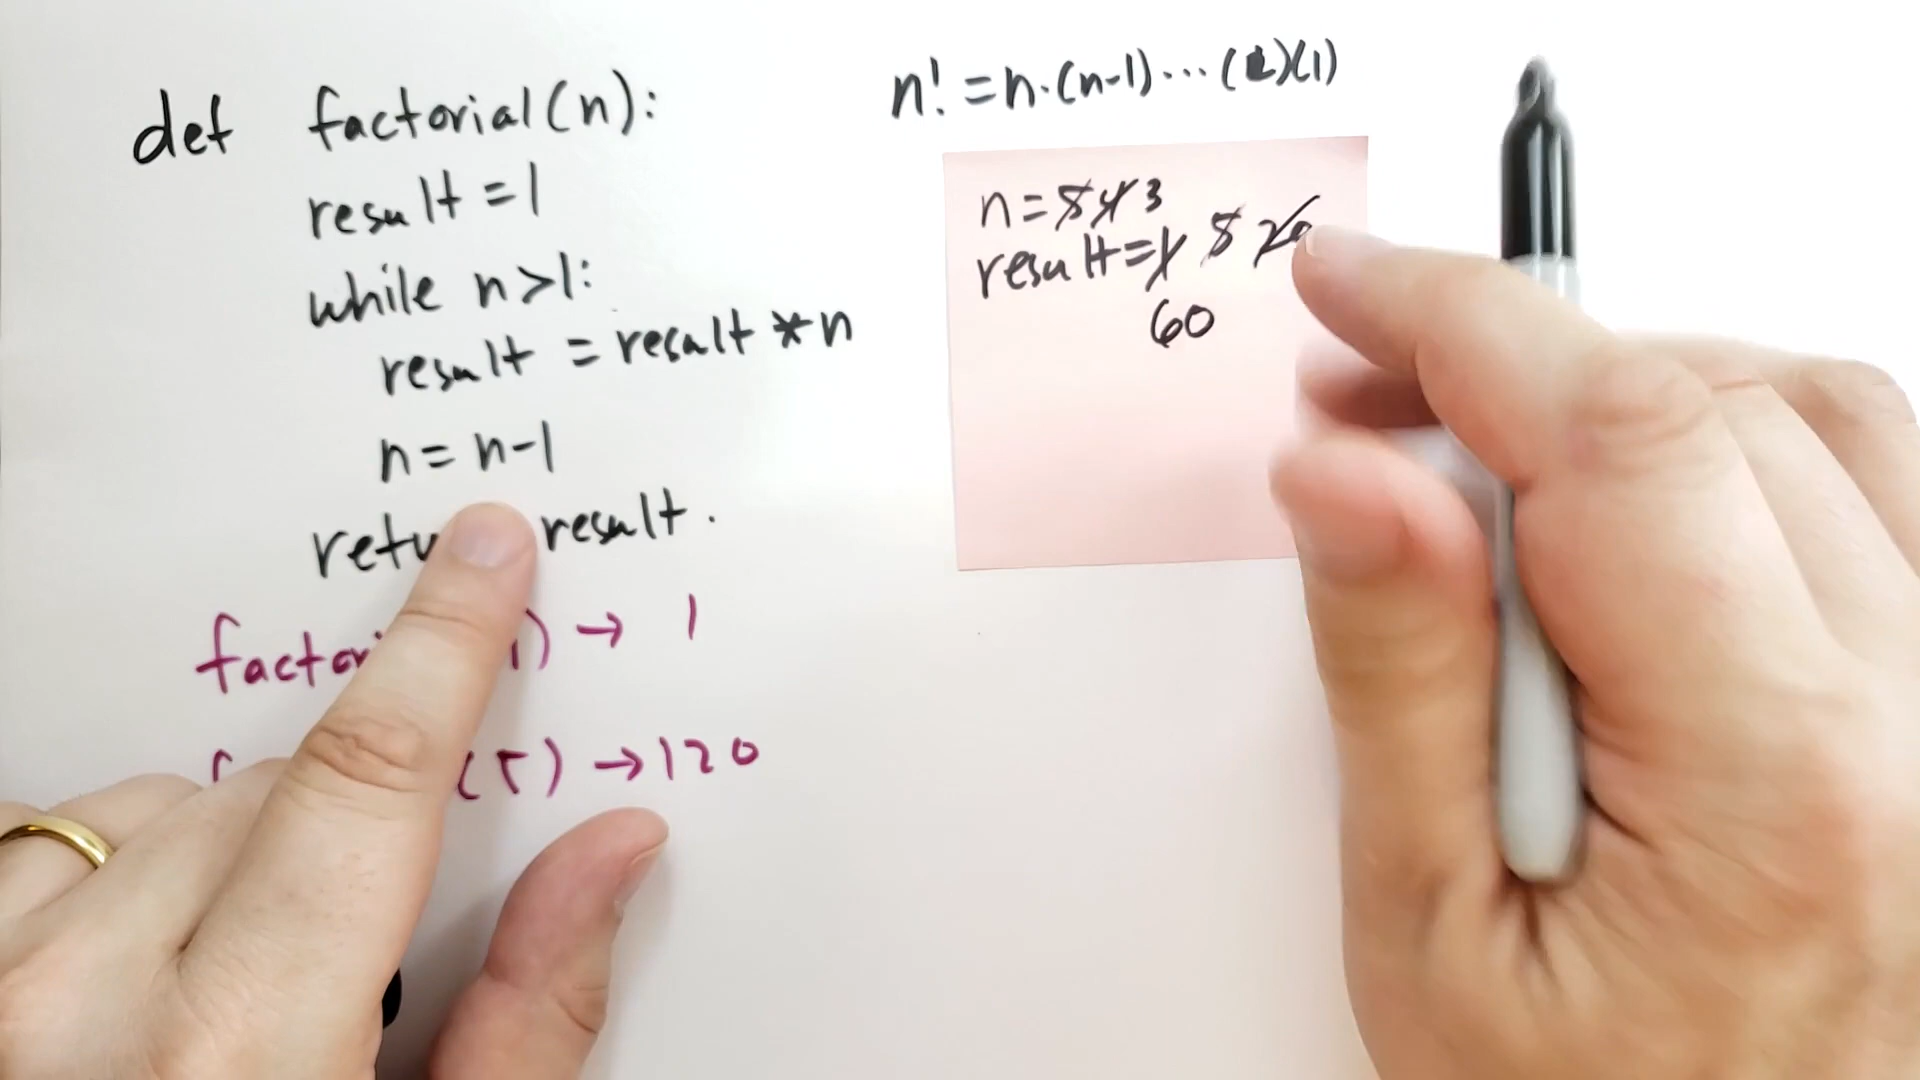 def factorial(n):
result = 1
while n>1:
result = result * n
n = n-1
result.
→ 1
(5) → 120
n! = n·(n-1)···(2)(1)
n = 5 4 3
result = 1 5 20
60